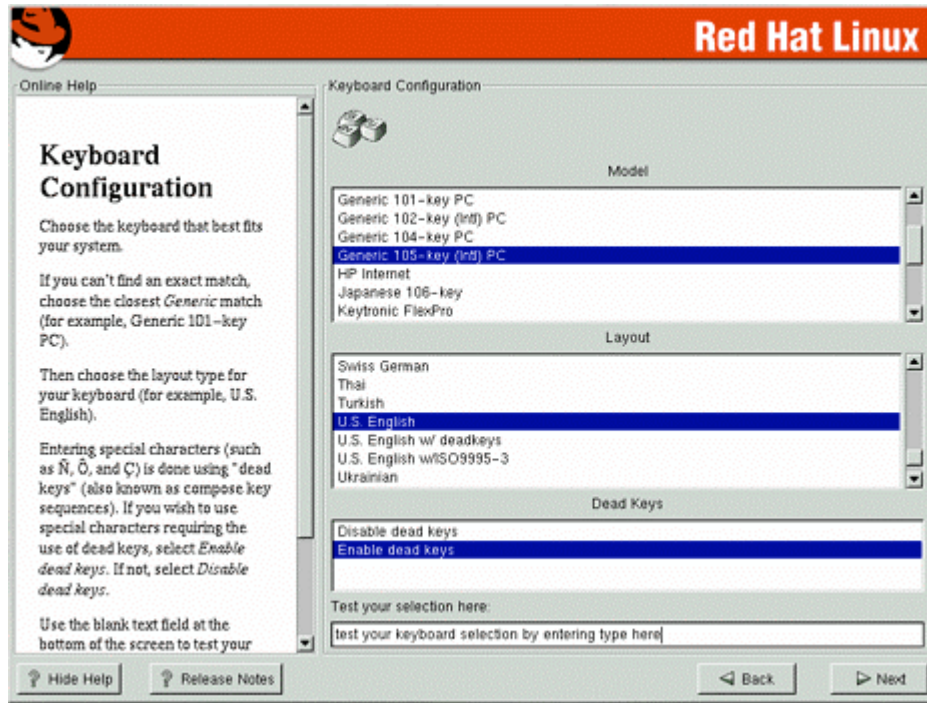 Red Hat Linux
Online Help
Keyboard
Configuration
Choose the keyboard that best fits
your system.
If you can't find an exact match,
choose the closest Generic match
(for example, Generic 101-key
PC).
Then choose the layout type for
your keyboard (for example, U.S.
English).
Entering special characters (such
as Ñ, Ô, and Ç) is done using "dead
keys" (also known as compose key
sequences). If you wish to use
special characters requiring the
use of dead keys, select Enable
dead keys. If not, select Disable
dead keys.
Use the blank text field at the
bottom of the screen to test your
Keyboard Configuration
Model
Generic 101-key PC
Generic 102-key (Intl) PC
Generic 104-key PC
Generic 105-key (Intl) PC
HP Internet
Japanese 106-key
Keytronic FlexPro
Layout
Swiss German
Thai
Turkish
U.S. English
U.S. English w/ deadkeys
U.S. English w/ISO9995-3
Ukrainian
Dead Keys
Disable dead keys
Enable dead keys
Test your selection here:
test your keyboard selection by entering type here
? Hide Help
? Release Notes
Back
Next